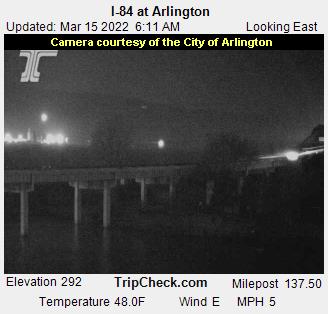 I-84 at Arlington
Updated: Mar 15 2022 6:11 AM Looking East
Camera courtesy of the City of Arlington
Elevation 292 TripCheck.com Milepost 137.50
Temperature 48.0F Wind E MPH 5